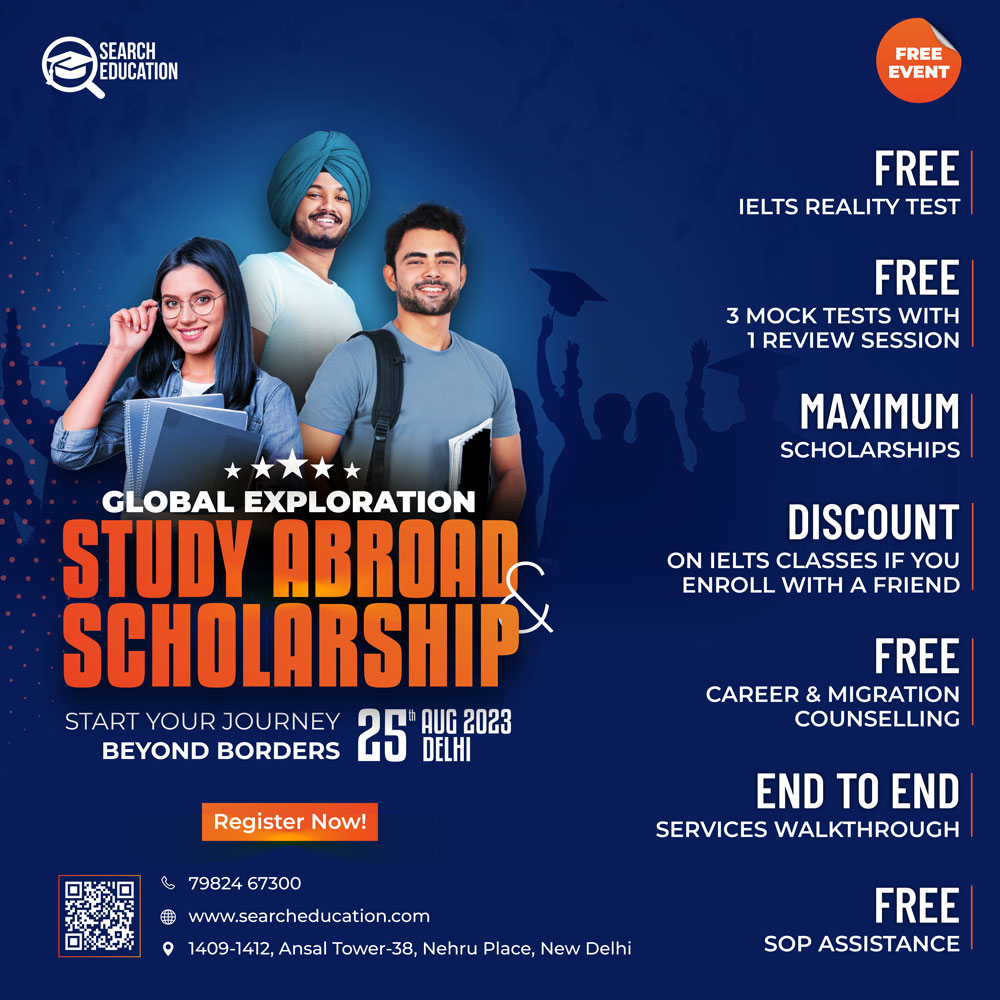 SEARCH
EDUCATION
FREE
EVENT
GLOBAL EXPLORATION
STUDY ABROAD
&
SCHOLARSHIP
START YOUR JOURNEY
BEYOND BORDERS
25th AUG 2023
DELHI
Register Now!
79824 67300
www.searcheducation.com
1409-1412, Ansal Tower-38, Nehru Place, New Delhi
FREE
IELTS REALITY TEST
FREE
3 MOCK TESTS WITH
1 REVIEW SESSION
MAXIMUM
SCHOLARSHIPS
DISCOUNT
ON IELTS CLASSES IF YOU
ENROLL WITH A FRIEND
FREE
CAREER & MIGRATION
COUNSELLING
END TO END
SERVICES WALKTHROUGH
FREE
SOP ASSISTANCE